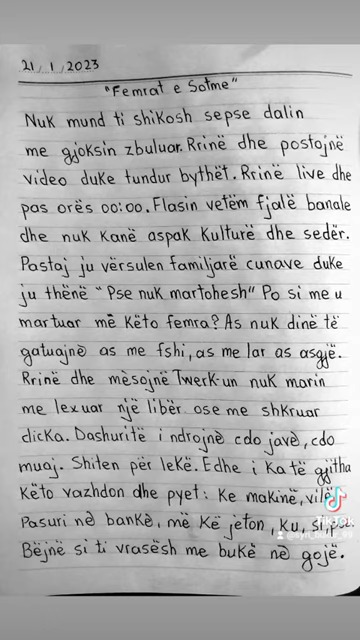 21/1/2023
"Femrat e Sotme"
Nuk mund ti shikosh sepse dalin
me gjoksin zbuluar. Rrinë dhe postojnë
video duke tundur bythët. Rrinë live dhe
pas orës 00:00. Flasin vetëm fjalë banale
dhe nuk kanë aspak kulturë dhe sedër.
Pastaj ju vërsulen familjarë cunave duke
ju thënë "Pse nuk martohesh" Po si me u
martuar më këto femra? As nuk dinë të
gatuajnë as me fshi, as me lar as asgjë.
Rrinë dhe mësojnë Twerk-un nuk marin
me lexuar një libër ose me shkruar
dicka. Dashuritë i ndrojnë cdo javë, cdo
muaj. Shiten për lekë. Edhe i ka të gjitha
këto vazhdon dhe pyet: Ke makinë, vilë,
Pasuri në bankë, më kë jeton, ku, si, pse
Bëjnë si ti vrasësh me bukë në gojë.
TikTok